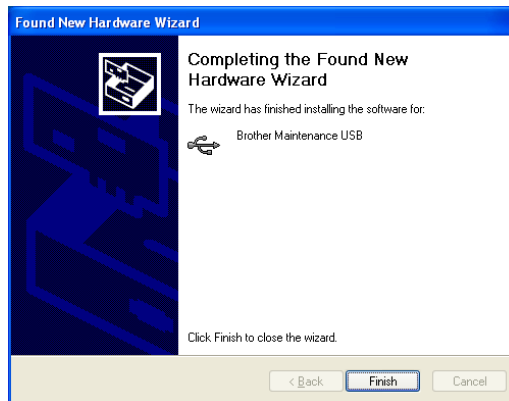 Found New Hardware Wizard
Completing the Found New
Hardware Wizard
The wizard has finished installing the software for:
Brother Maintenance USB
Click Finish to close the wizard.
< Back
Finish
Cancel